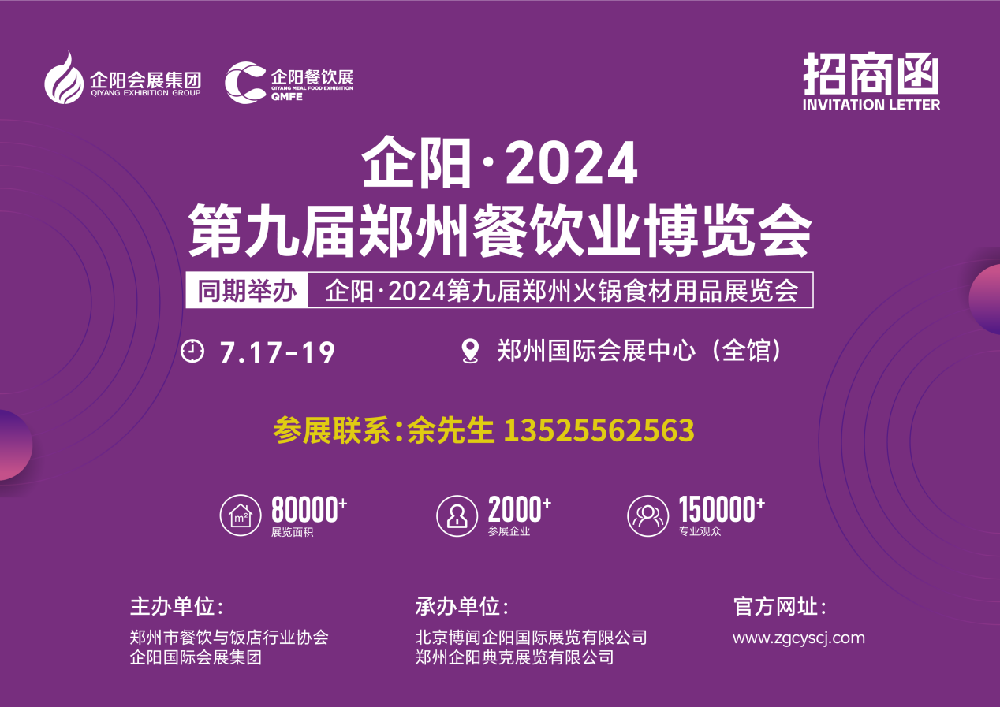 企阳会展集团
QIYANG EXHIBITION GROUP
企阳餐饮展
QIYANG MEAL FOOD EXHIBITION
QMFE
招商函
INVITATION LETTER
企阳·2024
第九届郑州餐饮业博览会
同期举办 企阳·2024第九届郑州火锅食材用品展览会
7.17-19 郑州国际会展中心（全馆）
参展联系:余先生 13525562563
m²
80000+
展览面积
2000+
参展企业
150000+
专业观众
主办单位：
郑州市餐饮与饭店行业协会
企阳国际会展集团
承办单位：
北京博闻企阳国际展览有限公司
郑州企阳典克展览有限公司
官方网址：
www.zgcyscj.com